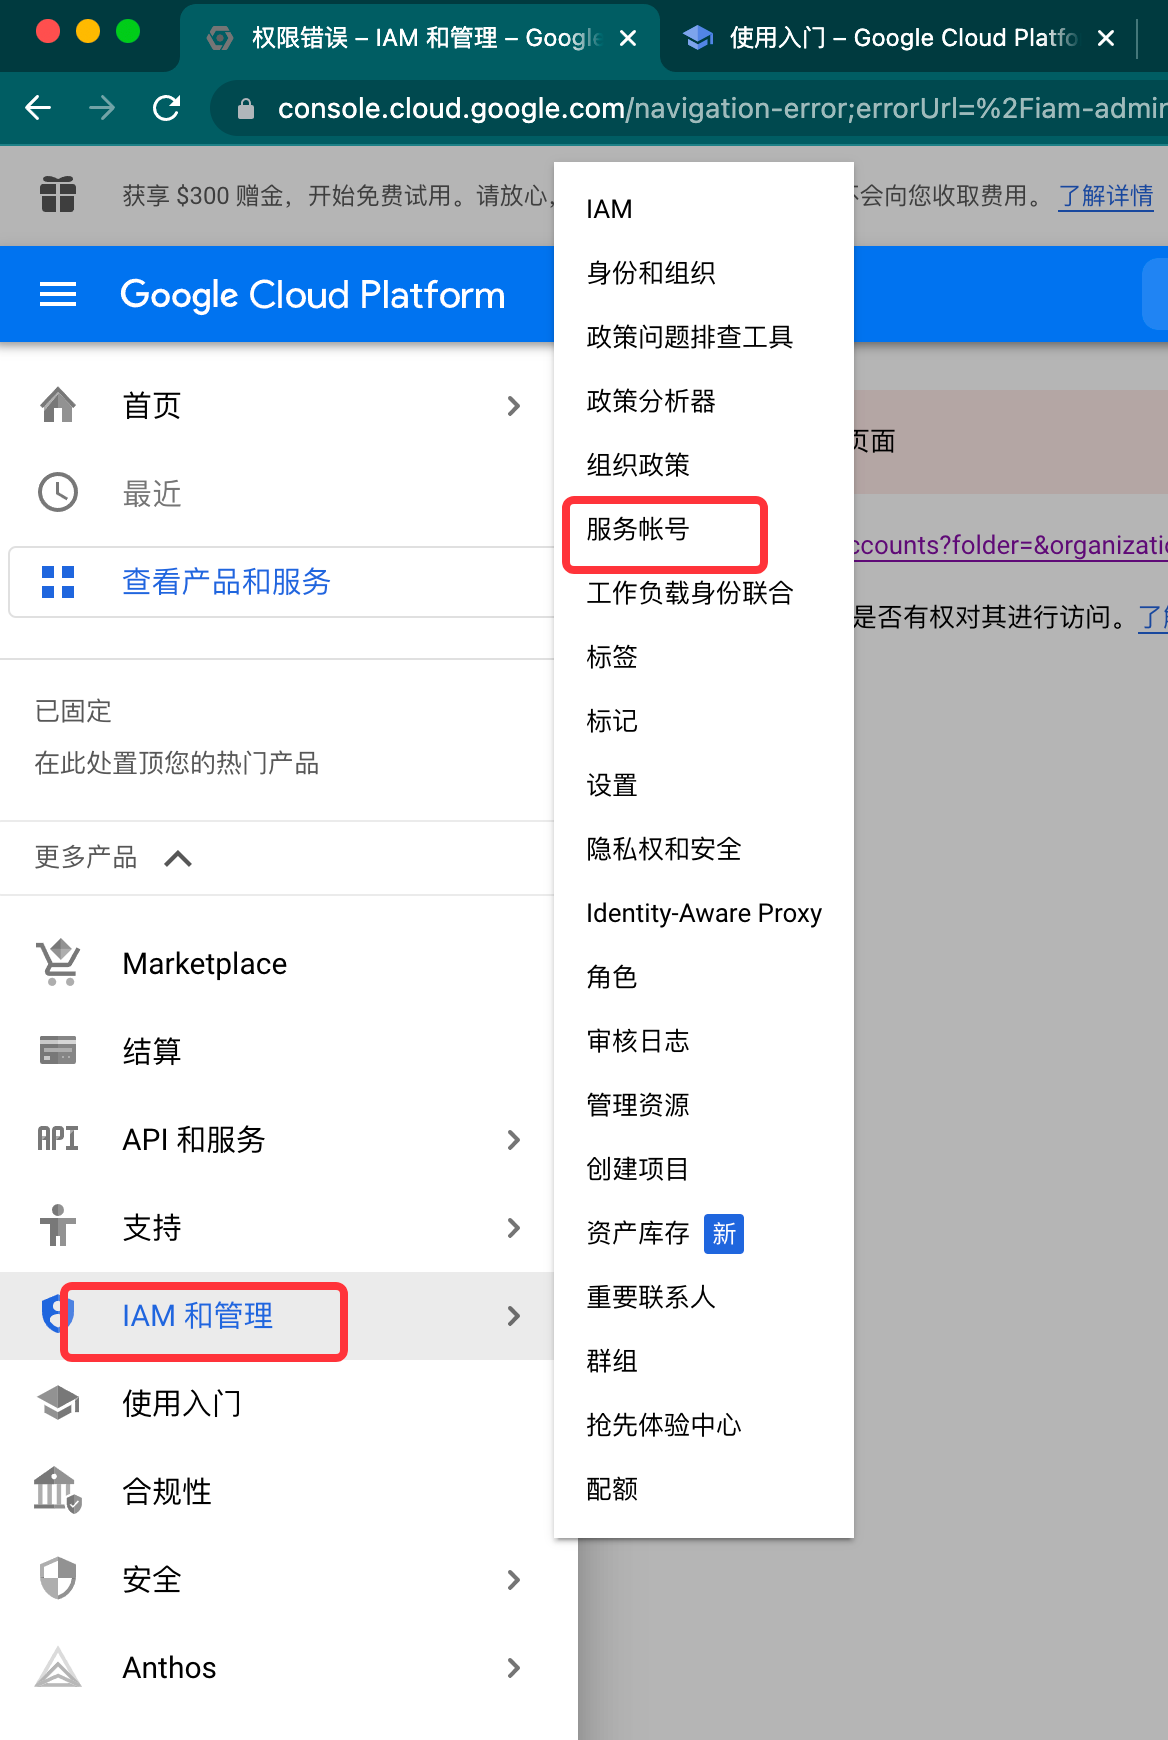 权限错误 – IAM 和管理 – Google
使用入门 – Google Cloud Platfo
console.cloud.google.com/navigation-error;errorUrl=%2Fiam-admin
获享 $300 赠金，开始免费试用。请放心，
不会向您收取费用。 了解详情
Google Cloud Platform
首页
最近
查看产品和服务
已固定
在此处置顶您的热门产品
更多产品
Marketplace
结算
API
API 和服务
支持
IAM 和管理
使用入门
合规性
安全
Anthos
IAM
身份和组织
政策问题排查工具
政策分析器
组织政策
服务帐号
工作负载身份联合
标签
标记
设置
隐私权和安全
Identity-Aware Proxy
角色
审核日志
管理资源
创建项目
资产库存 新
重要联系人
群组
抢先体验中心
配额
页面
ccounts?folder=&organizatio
是否有权对其进行访问。 了解